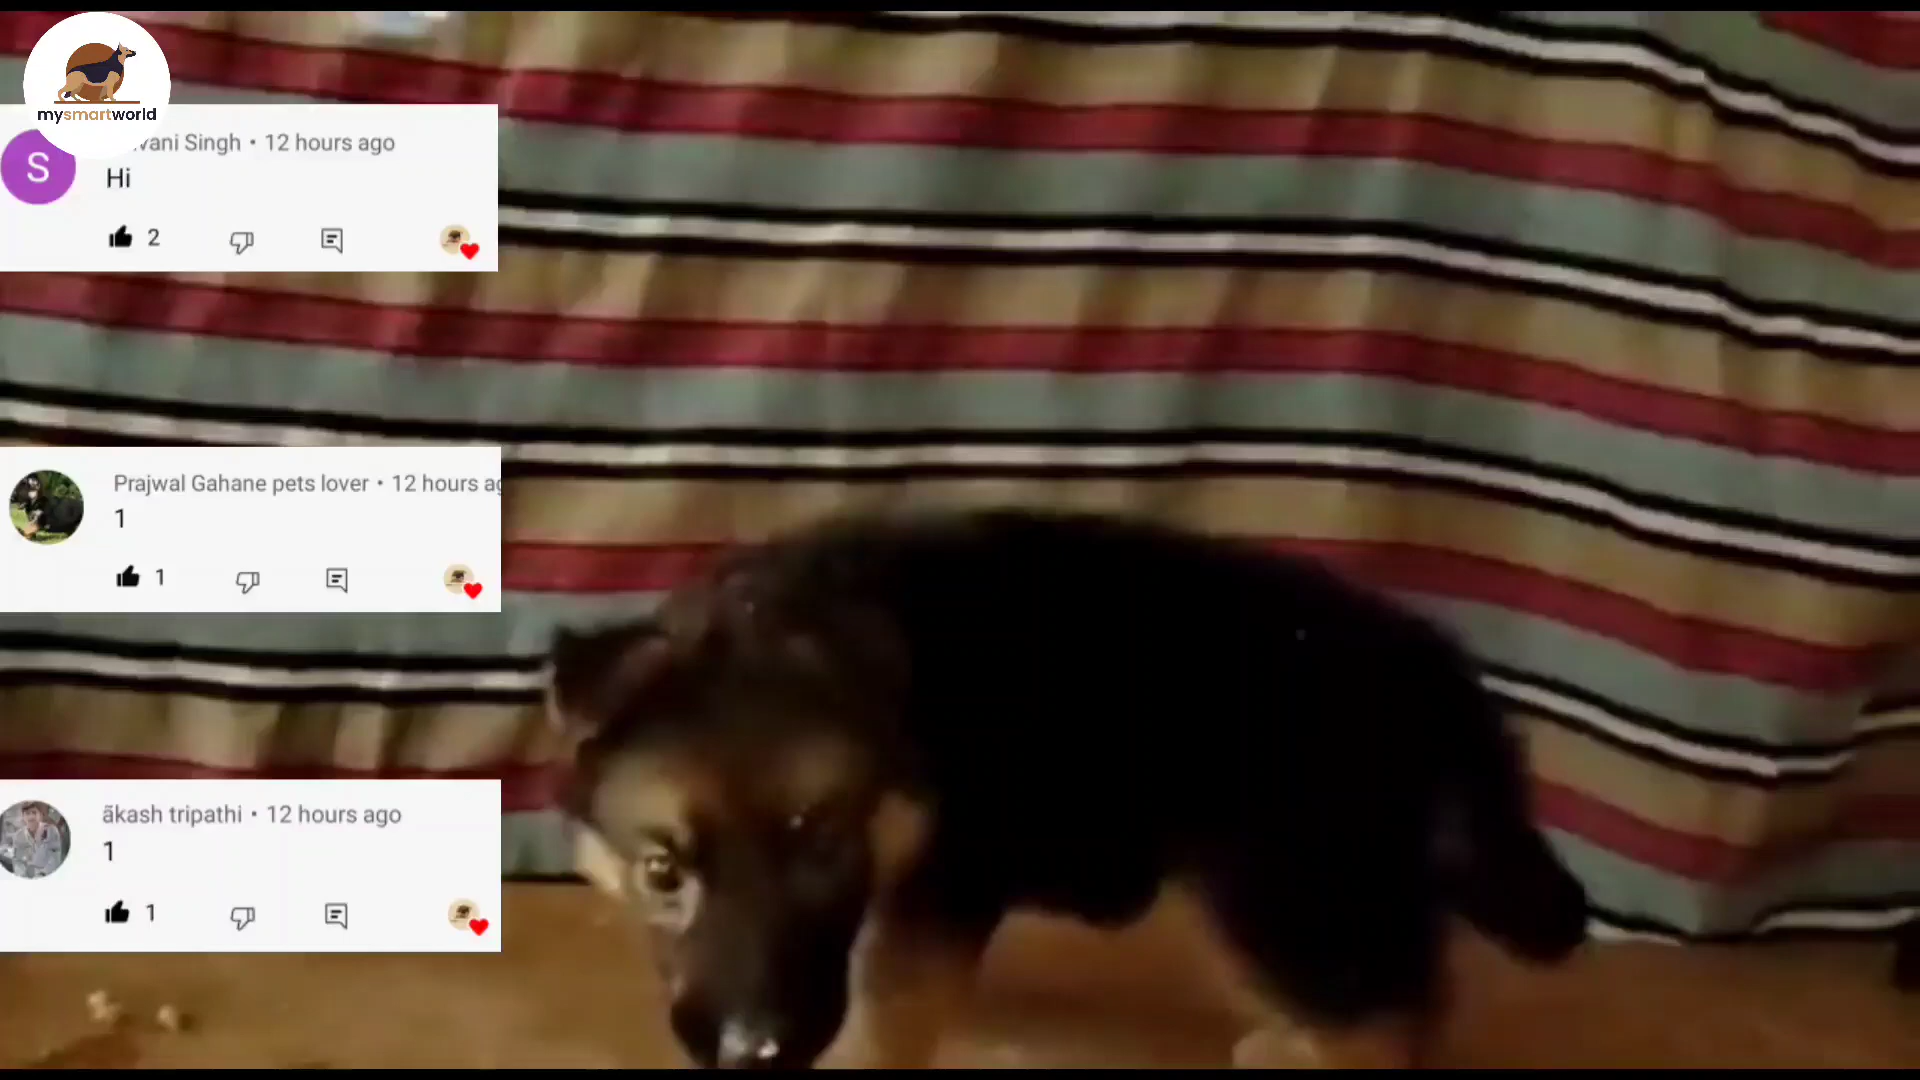 mysmartworld
vani Singh • 12 hours ago
Hi
2
Prajwal Gahane pets lover • 12 hours ag
1
1
ākash tripathi • 12 hours ago
1
1
S